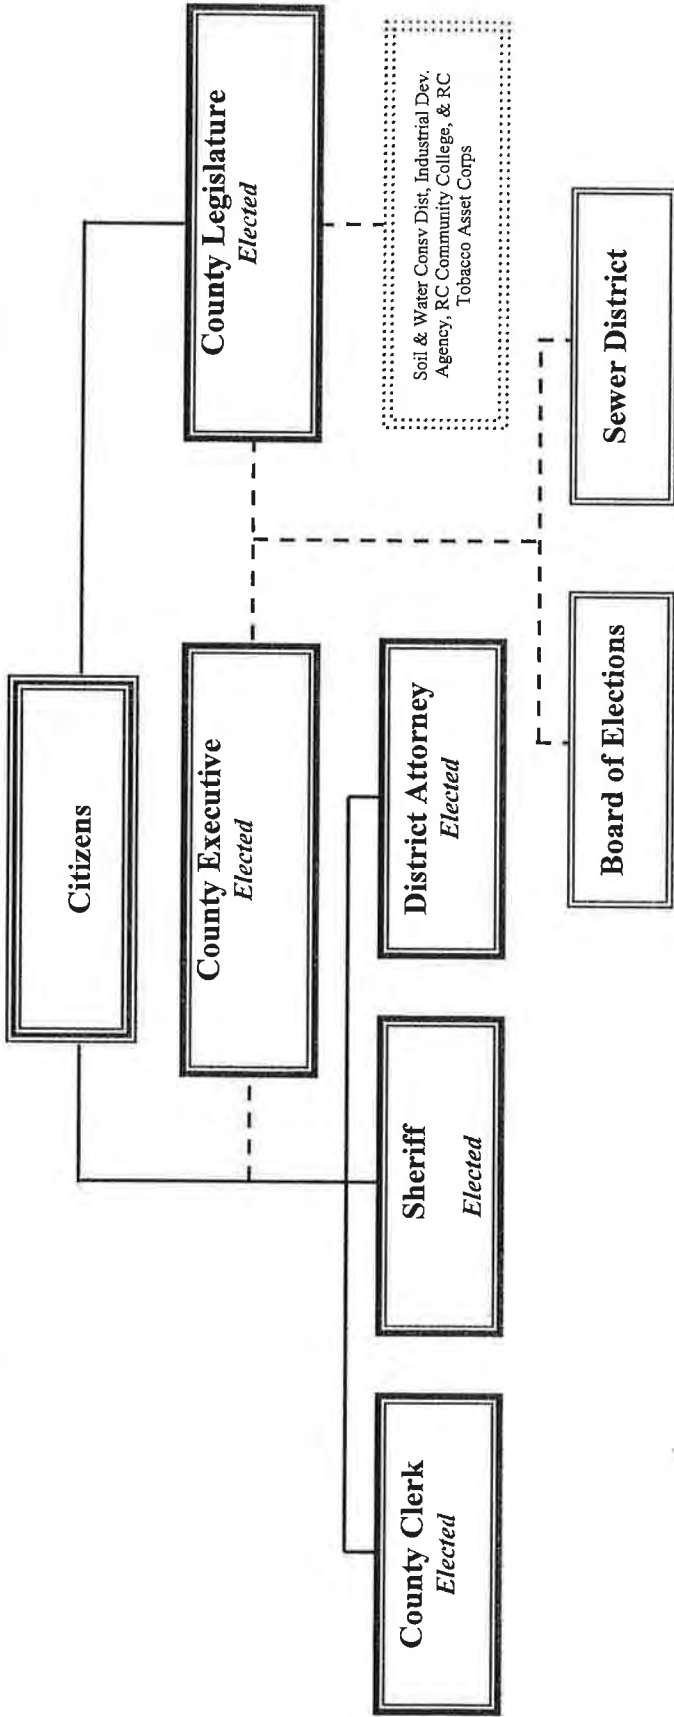 Citizens
County Executive
Elected
County Legislature
Elected
County Clerk
Elected
Sheriff
Elected
District Attorney
Elected
Soil & Water Consv Dist, Industrial Dev.
Agency, RC Community College, & RC
Tobacco Asset Corps
Board of Elections
Sewer District